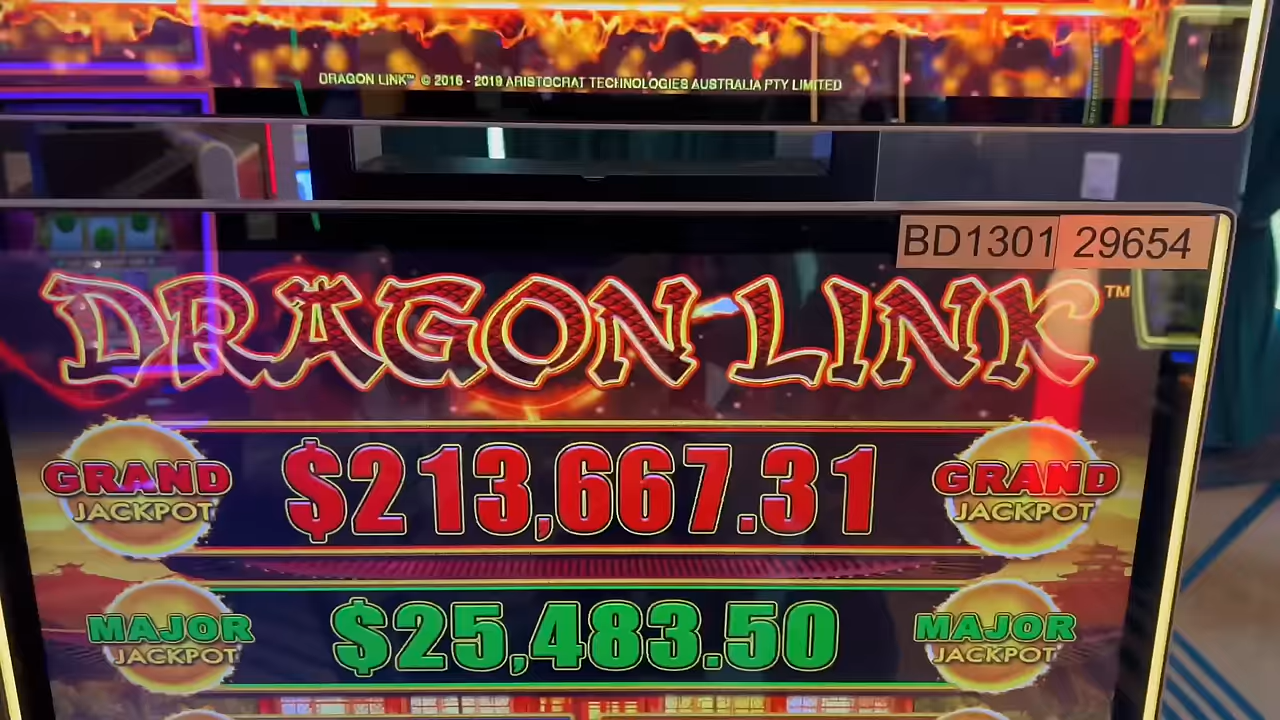 DRAGON LINK™ © 2016 - 2019 ARISTOCRAT TECHNOLOGIES AUSTRALIA PTY LIMITED
BD1301 29654
DRAGON LINK™
GRAND JACKPOT $213,667.31 GRAND JACKPOT
MAJOR JACKPOT $25,483.50 MAJOR JACKPOT